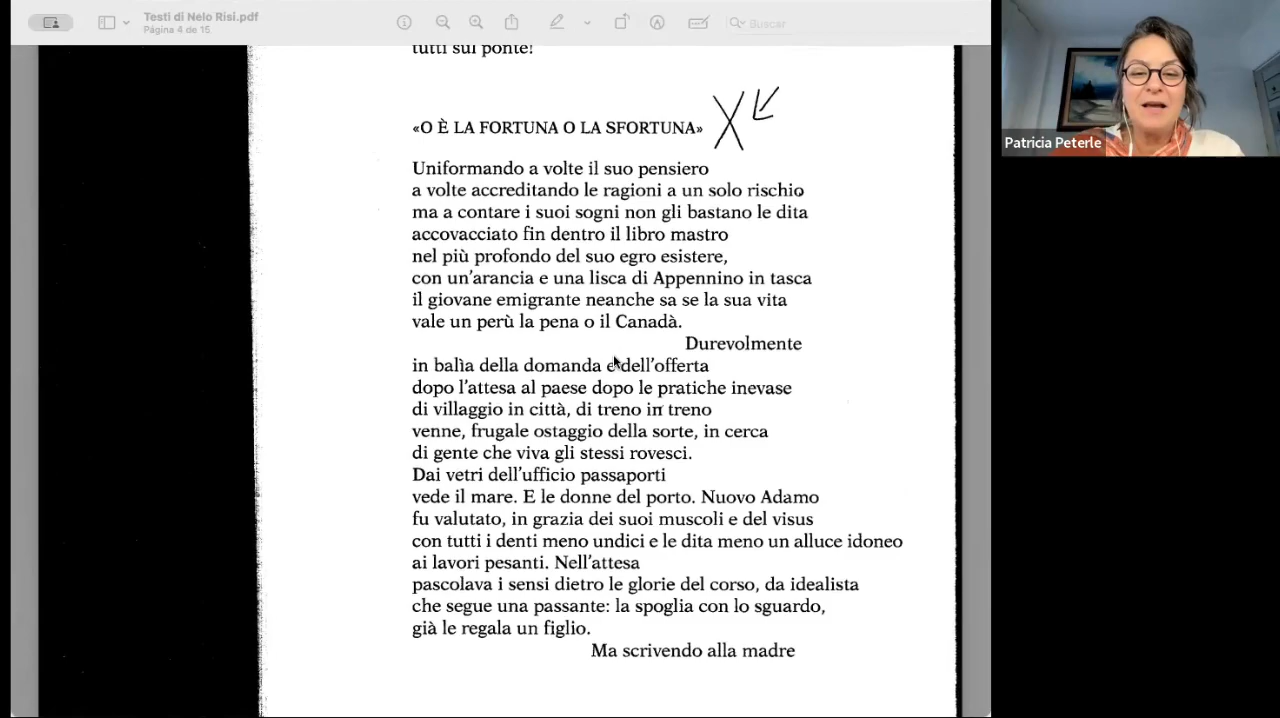 Testi di Nelo Risi.pdf
Página 4 de 15
Buscar
tutti sul ponte!
«O È LA FORTUNA O LA SFORTUNA» X
Uniformando a volte il suo pensiero
a volte accreditando le ragioni a un solo rischio
ma a contare i suoi sogni non gli bastano le dita
accovacciato fin dentro il libro mastro
nel più profondo del suo egro esistere,
con un'arancia e una lisca di Appennino in tasca
il giovane emigrante neanche sa se la sua vita
vale un perù la pena o il Canadà.
Durevolmente
in balìa della domanda e dell'offerta
dopo l'attesa al paese dopo le pratiche inevase
di villaggio in città, di treno in treno
venne, frugale ostaggio della sorte, in cerca
di gente che viva gli stessi rovesci.
Dai vetri dell'ufficio passaporti
vede il mare. E le donne del porto. Nuovo Adamo
fu valutato, in grazia dei suoi muscoli e del visus
con tutti i denti meno undici e le dita meno un alluce idoneo
ai lavori pesanti. Nell'attesa
pascolava i sensi dietro le glorie del corso, da idealista
che segue una passante: la spoglia con lo sguardo,
già le regala un figlio.
Ma scrivendo alla madre
Patricia Peterle